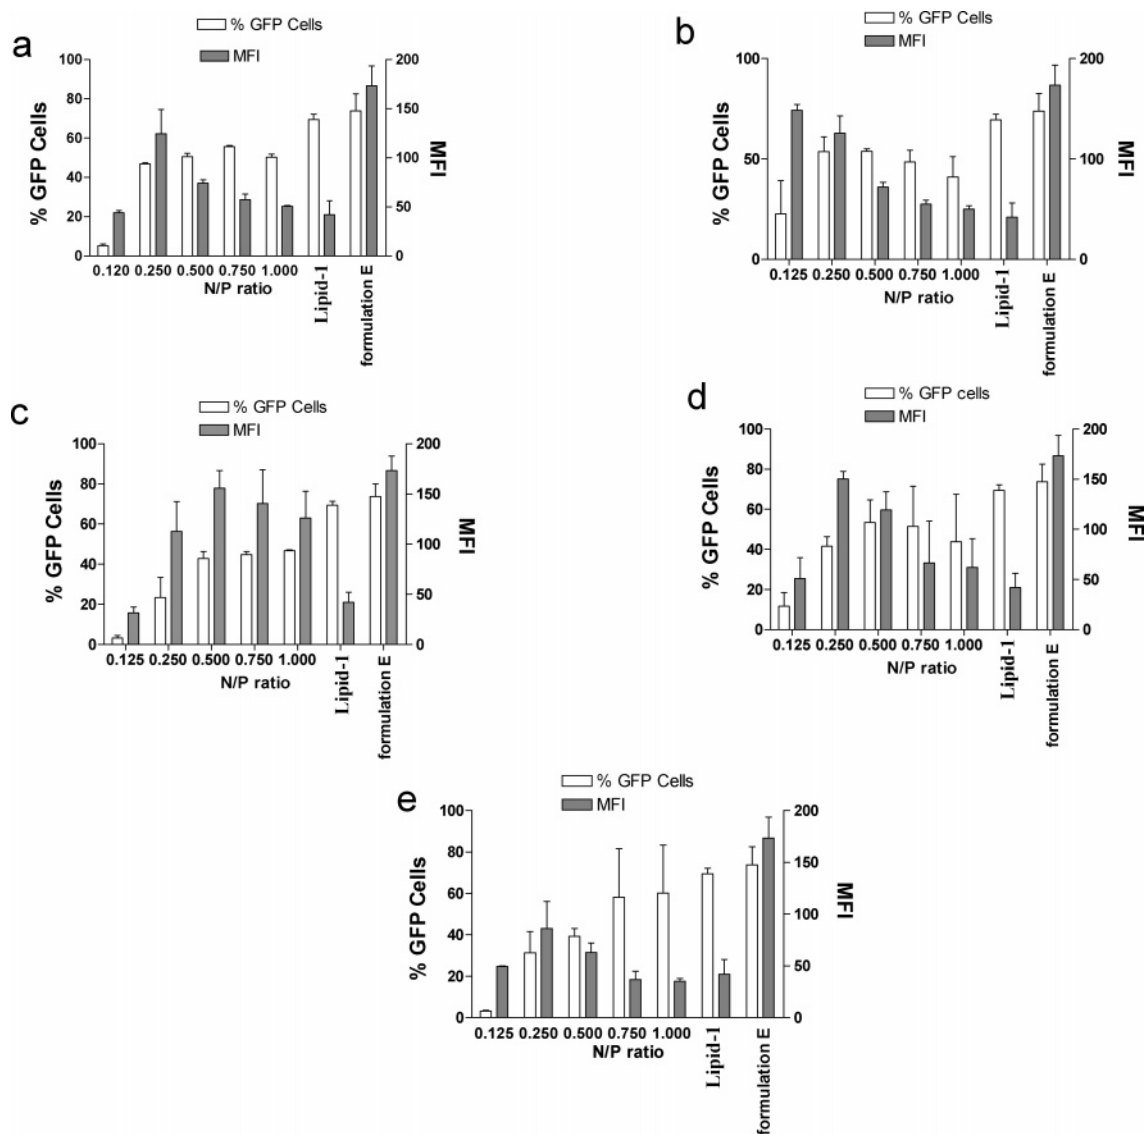 a
% GFP Cells
MFI
% GFP Cells
100
80
60
40
20
0
200
150
100
50
0
MFI
0.120 0.250 0.500 0.750 1.000
N/P ratio
Lipid-1
formulation E
b
% GFP Cells
MFI
% GFP Cells
100
50
0
200
100
0
MFI
0.125 0.250 0.500 0.750 1.000
N/P ratio
Lipid-1
formulation E
c
% GFP Cells
MFI
% GFP Cells
100
80
60
40
20
0
200
150
100
50
0
MFI
0.125 0.250 0.500 0.750 1.000
N/P ratio
Lipid-1
formulation E
d
% GFP cells
MFI
% GFP Cells
100
80
60
40
20
0
200
150
100
50
0
MFI
0.125 0.250 0.500 0.750 1.000
N/P ratio
Lipid-1
formulation E
e
% GFP Cells
MFI
% GFP Cells
100
80
60
40
20
0
200
150
100
50
0
MFI
0.125 0.250 0.500 0.750 1.000
N/P ratio
Lipid-1
formulation E